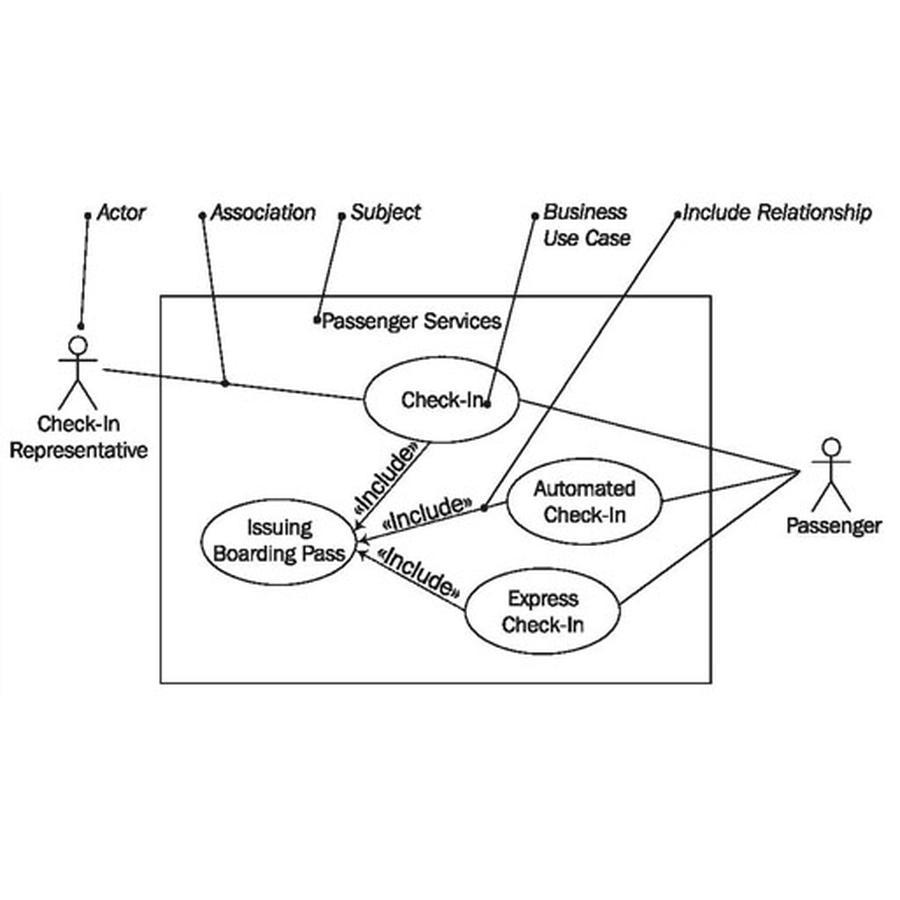 Actor
Association
Subject
Business
Use Case
Include Relationship
Passenger Services
Check-In
Representative
Check-In
«Include»
«Include»
Automated
Check-In
Passenger
Issuing
Boarding Pass
«Include»
Express
Check-In